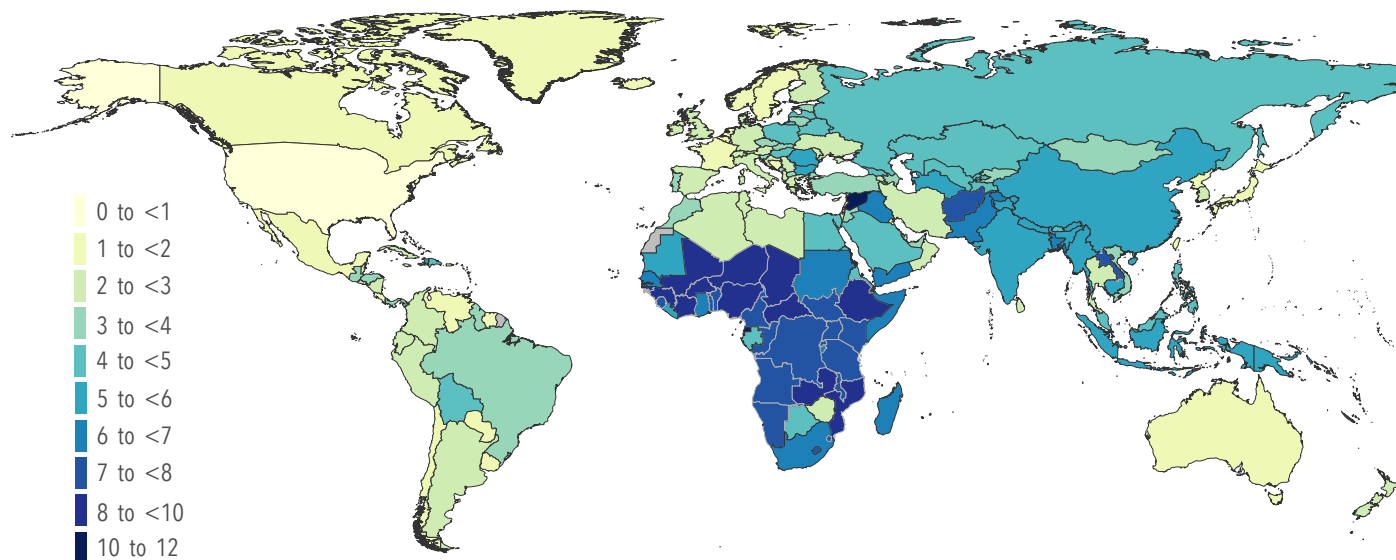 0 to <1
1 to <2
2 to <3
3 to <4
4 to <5
5 to <6
6 to <7
7 to <8
8 to <10
10 to 12